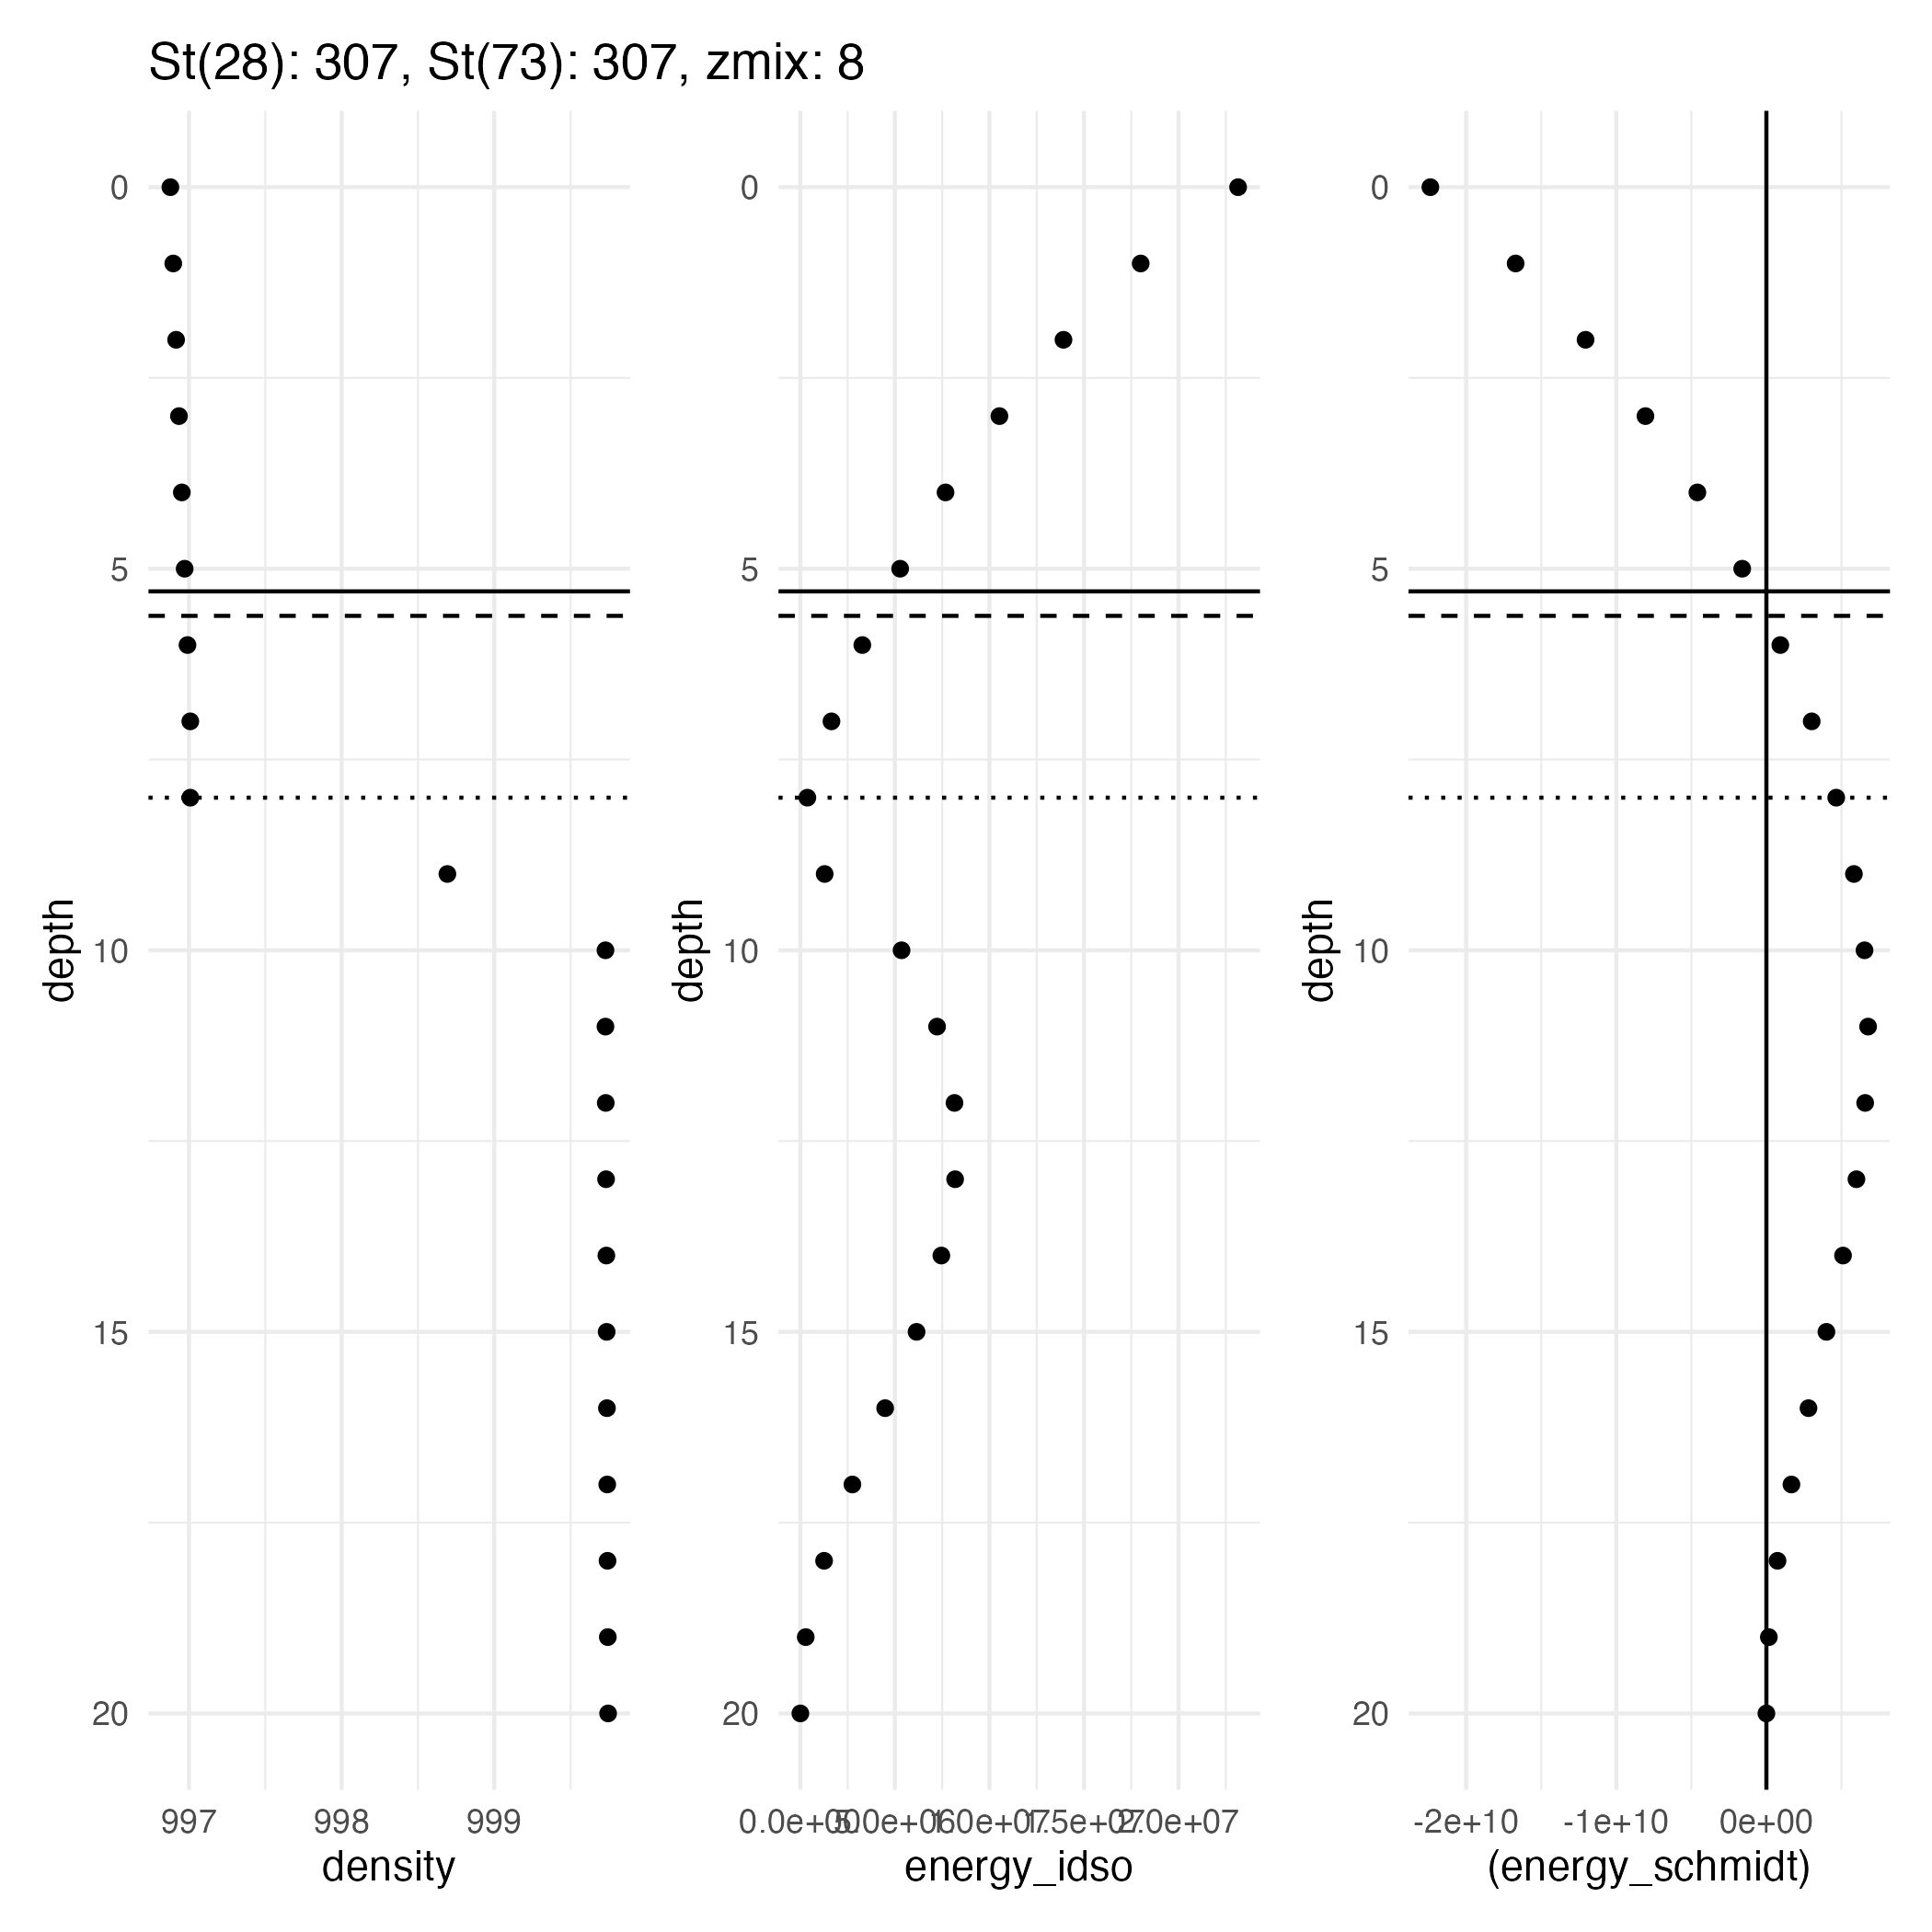 St(28): 307, St(73): 307, zmix: 8
depth
0
5
10
15
20
997 998 999
density
depth
0
5
10
15
20
0.0e+00 5.0e+06 1.0e+07 1.5e+07 2.0e+07
energy_idso
depth
0
5
10
15
20
-2e+10 -1e+10 0e+00
(energy_schmidt)